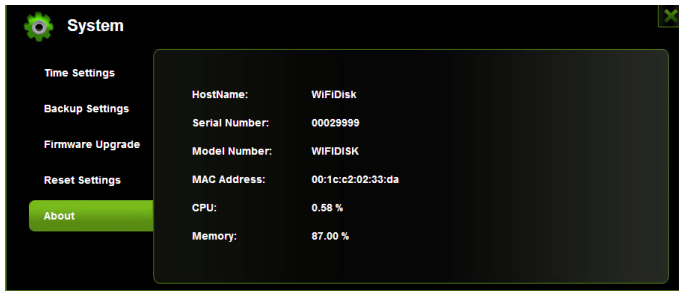 System
Time Settings
Backup Settings
Firmware Upgrade
Reset Settings
About
HostName: WiFiDisk
Serial Number: 00029999
Model Number: WIFIDISK
MAC Address: 00:1c:c2:02:33:da
CPU: 0.58 %
Memory: 87.00 %